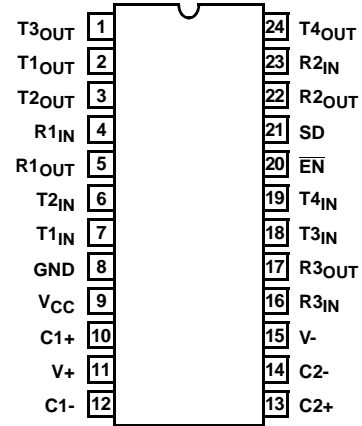 T3OUT 1 24 T4OUT
T1OUT 2 23 R2IN
T2OUT 3 22 R2OUT
R1IN 4 21 SD
R1OUT 5 20 E̅N̅
T2IN 6 19 T4IN
T1IN 7 18 T3IN
GND 8 17 R3OUT
VCC 9 16 R3IN
C1+ 10 15 V-
V+ 11 14 C2-
C1- 12 13 C2+